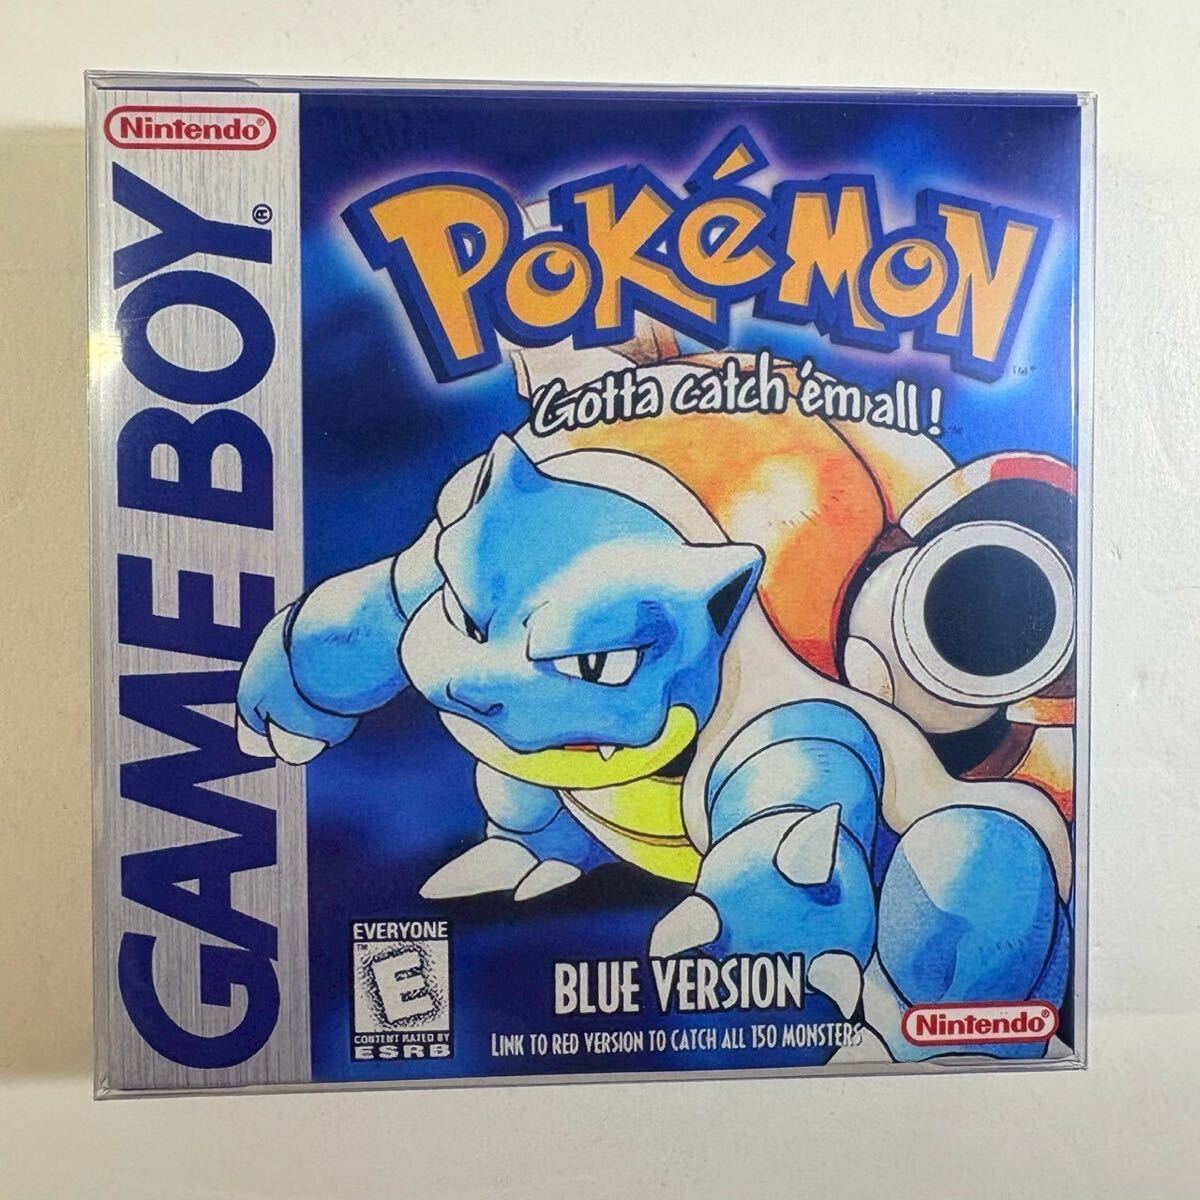 Nintendo®
GAME BOY®
POKéMON
Gotta catch 'em all!
EVERYONE
E
CONTENT RATED BY
ESRB
BLUE VERSION
LINK TO RED VERSION TO CATCH ALL 150 MONSTERS
Nintendo®